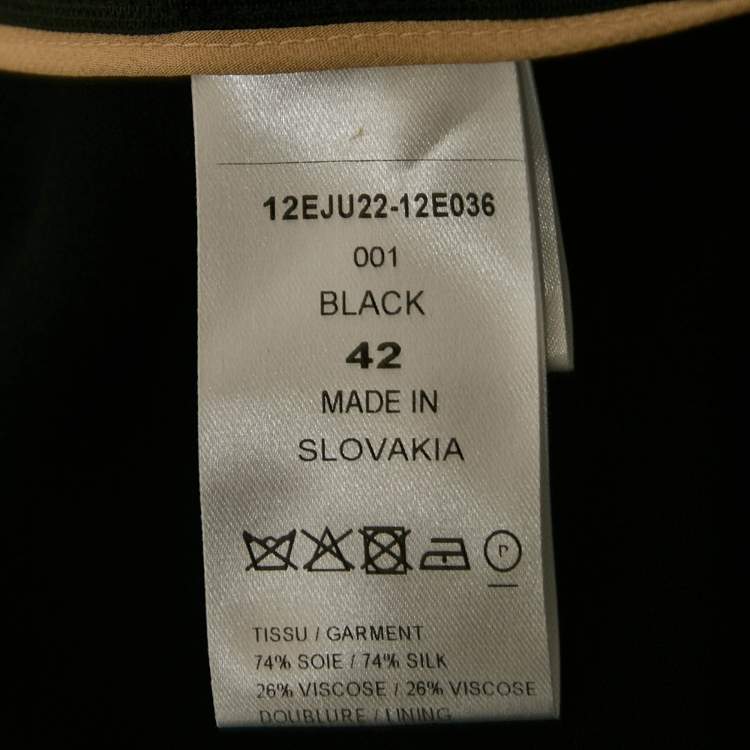 12EJU22-12E036
001
BLACK
42
MADE IN
SLOVAKIA
P
TISSU / GARMENT
74% SOIE / 74% SILK
26% VISCOSE / 26% VISCOSE
DOUBLURE / LINING